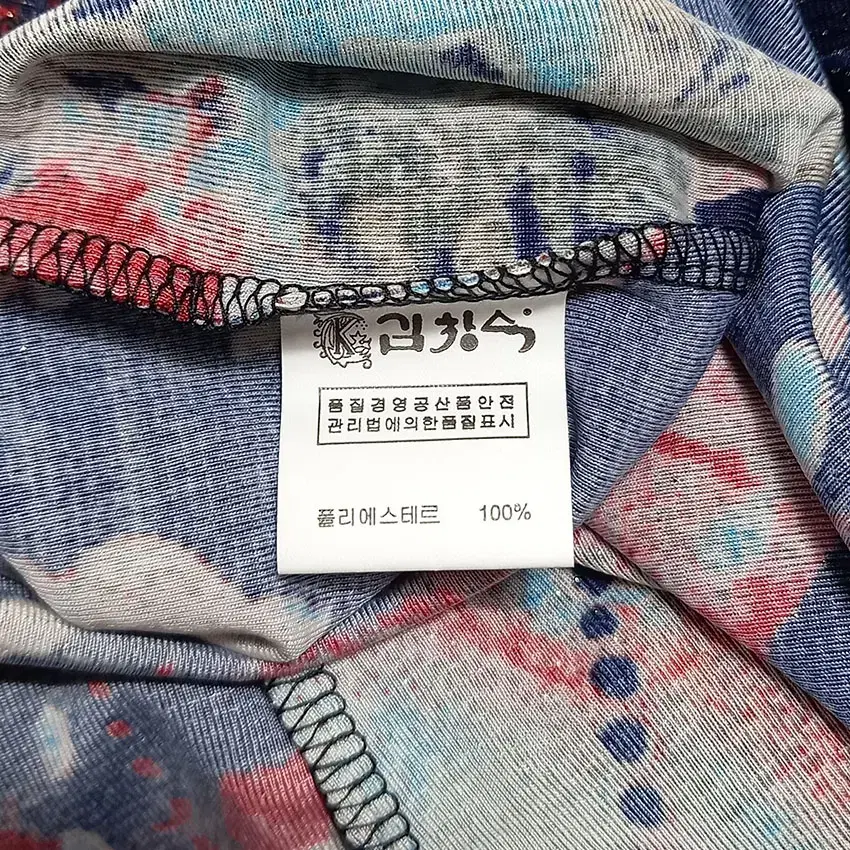 K 김창숙
품질경영공산품안전
관리법에의한품질표시
폴리에스테르 100%